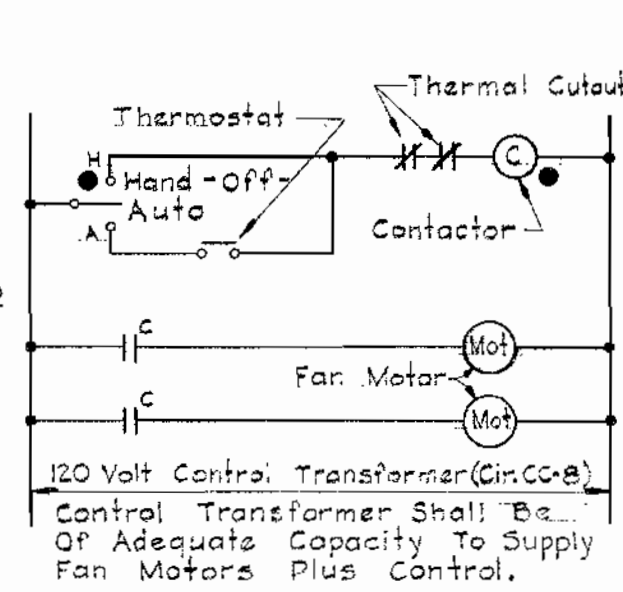 Thermal Cutout
Thermostat
H
Hand-Off-
Auto
A
C
Contactor
C
Mot
Fan Motor
C
Mot
120 Volt Control Transformer (Cir. CC-8)
Control Transformer Shall Be
Of Adequate Capacity To Supply
Fan Motors Plus Control.